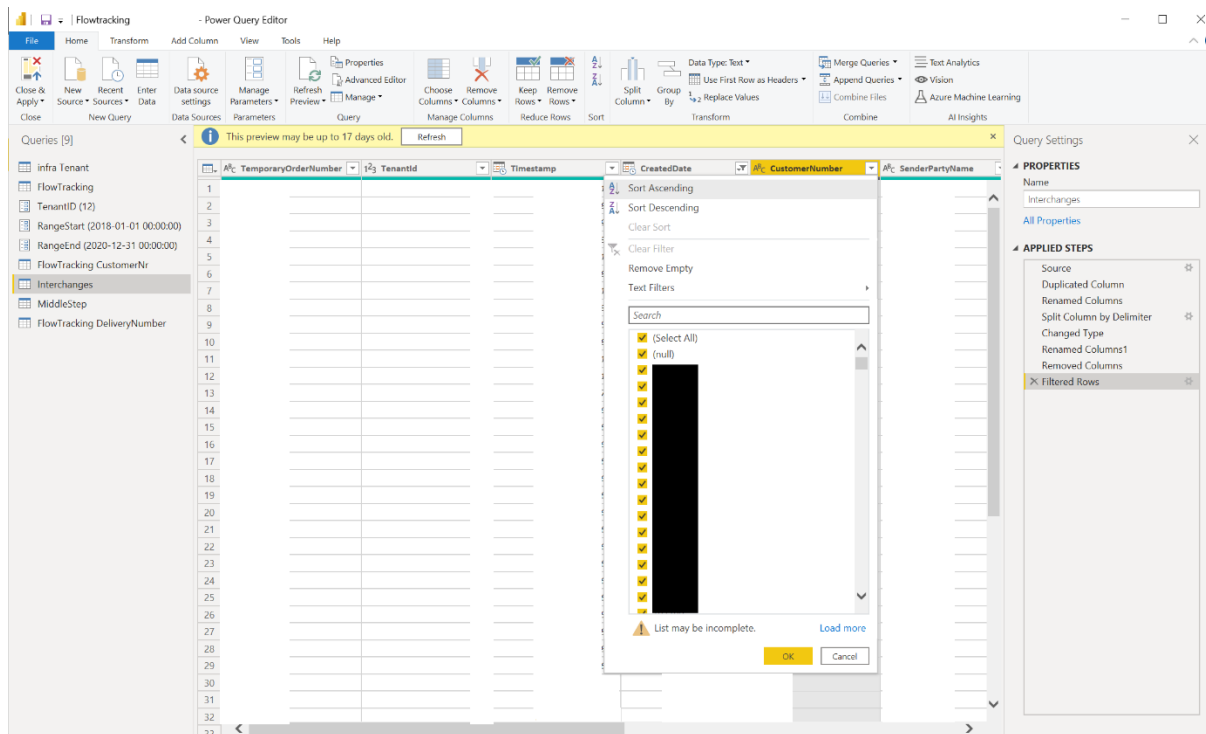 Flowtracking - Power Query Editor
File Home Transform Add Column View Tools Help
Close & Apply
New Source
Recent Sources
Enter Data
Data source settings
Manage Parameters
Refresh Preview
Properties
Advanced Editor
Manage
Choose Columns
Remove Columns
Keep Rows
Remove Rows
Split Column
Group By
Data Type: Text
Use First Row as Headers
Replace Values
Merge Queries
Append Queries
Combine Files
Text Analytics
Vision
Azure Machine Learning
Close New Query Data Sources Parameters Query Manage Columns Reduce Rows Sort Transform Combine AI Insights
Queries [9]
This preview may be up to 17 days old. Refresh
infra Tenant
FlowTracking
TenantID (12)
RangeStart (2018-01-01 00:00:00)
RangeEnd (2020-12-31 00:00:00)
FlowTracking CustomerNr
Interchanges
MiddleStep
FlowTracking DeliveryNumber
TemporaryOrderNumber TenantId Timestamp CreatedDate CustomerNumber SenderPartyName
1
2
3
4
5
6
7
8
9
10
11
12
13
14
15
16
17
18
19
20
21
22
23
24
25
26
27
28
29
30
31
32
Sort Ascending
Sort Descending
Clear Sort
Clear Filter
Remove Empty
Text Filters
Search
(Select All)
(null)
List may be incomplete. Load more
OK Cancel
Query Settings
PROPERTIES
Name
Interchanges
All Properties
APPLIED STEPS
Source
Duplicated Column
Renamed Columns
Split Column by Delimiter
Changed Type
Renamed Columns1
Removed Columns
Filtered Rows